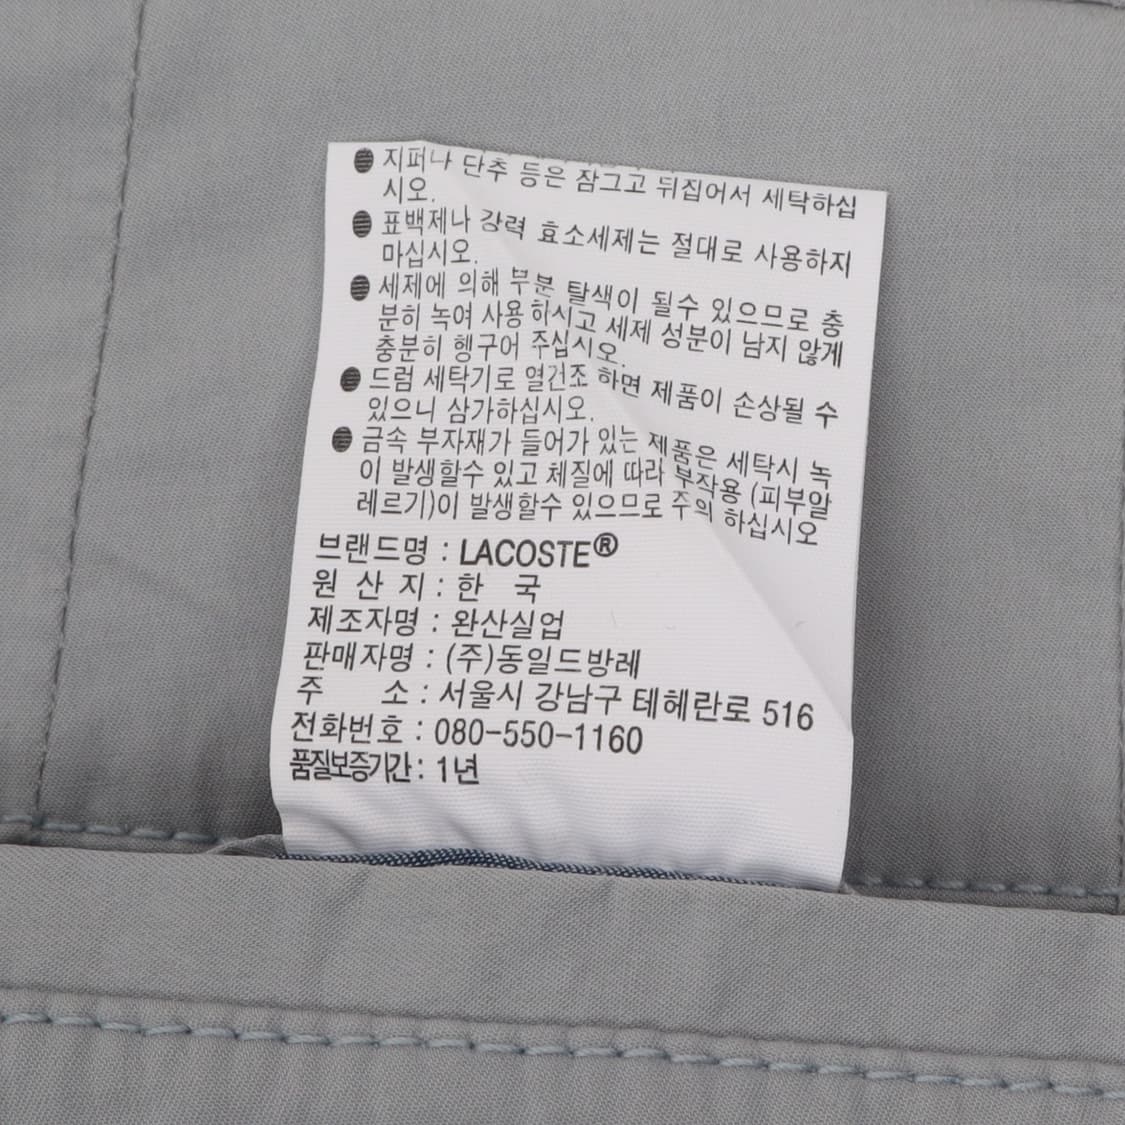 ● 지퍼나 단추 등은 잠그고 뒤집어서 세탁하십
시오.
● 표백제나 강력 효소세제는 절대로 사용하지
마십시오.
● 세제에 의해 부분 탈색이 될수 있으므로 충
분히 녹여 사용 하시고 세제 성분이 남지 않게
충분히 헹구어 주십시오.
● 드럼 세탁기로 열건조 하면 제품이 손상될 수
있으니 삼가하십시오.
● 금속 부자재가 들어가 있는 제품은 세탁시 녹
이 발생할수 있고 체질에 따라 부작용 (피부알
레르기)이 발생할수 있으므로 주의 하십시오
브랜드명 : LACOSTE®
원 산 지 : 한 국
제조자명 : 완산실업
판매자명 : (주)동일드방레
주 소 : 서울시 강남구 테헤란로 516
전화번호 : 080-550-1160
품질보증기간 : 1년